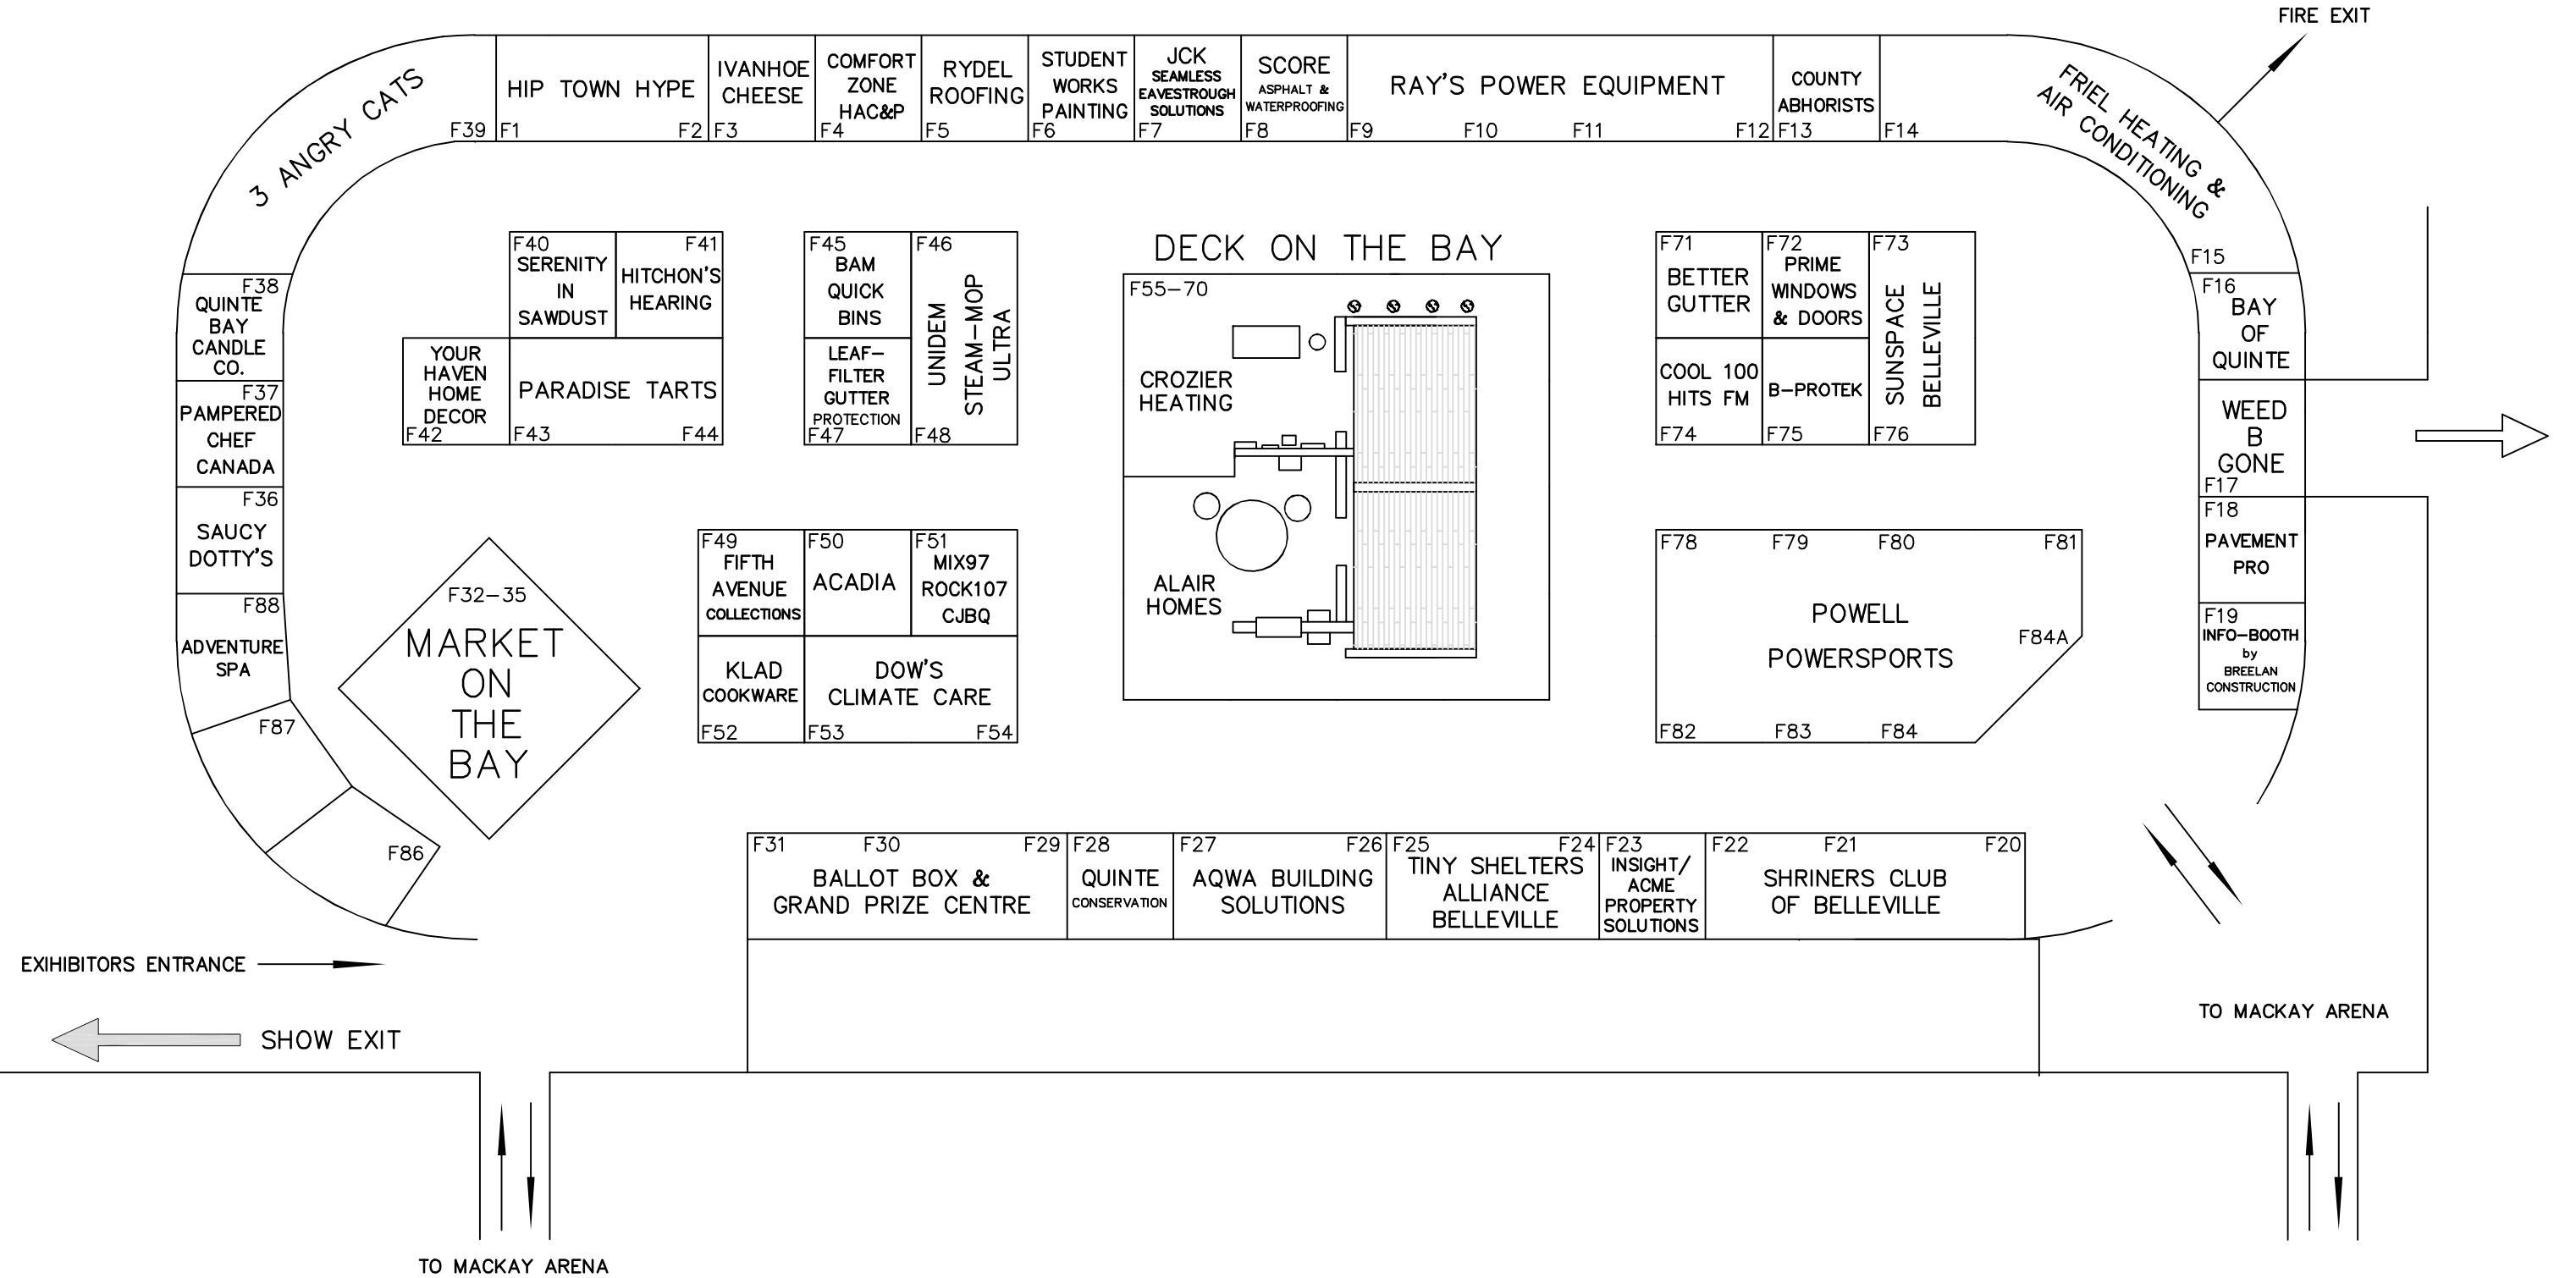 FIRE EXIT
3 ANGRY CATS
F39
HIP TOWN HYPE
F1
F2
IVANHOE
CHEESE
F3
COMFORT
ZONE
HAC&P
F4
RYDEL
ROOFING
F5
STUDENT
WORKS
PAINTING
F6
JCK
SEAMLESS
EAVESTROUGH
SOLUTIONS
F7
SCORE
ASPHALT &
WATERPROOFING
F8
RAY'S POWER EQUIPMENT
F9
F10
F11
F12
COUNTY
ABHORISTS
F13
F14
FRIEL HEATING &
AIR CONDITIONING
F15
F38
QUINTE
BAY
CANDLE
CO.
F37
PAMPERED
CHEF
CANADA
F36
SAUCY
DOTTY'S
F88
ADVENTURE
SPA
F87
F86
F40
SERENITY
IN
SAWDUST
F41
HITCHON'S
HEARING
YOUR
HAVEN
HOME
DECOR
F42
PARADISE TARTS
F43
F44
F45
BAM
QUICK
BINS
F46
UNIDEM
STEAM-MOP
ULTRA
F48
LEAF-
FILTER
GUTTER
PROTECTION
F47
DECK ON THE BAY
F55-70
CROZIER
HEATING
ALAIR
HOMES
F71
BETTER
GUTTER
F72
PRIME
WINDOWS
& DOORS
F73
SUNSPACE
BELLEVILLE
F76
COOL 100
HITS FM
F74
B-PROTEK
F75
F16
BAY
OF
QUINTE
WEED
B
GONE
F17
F18
PAVEMENT
PRO
F19
INFO-BOOTH
by
BREELAN
CONSTRUCTION
F32-35
MARKET
ON
THE
BAY
F49
FIFTH
AVENUE
COLLECTIONS
F50
ACADIA
F51
MIX97
ROCK107
CJBQ
KLAD
COOKWARE
F52
DOW'S
CLIMATE CARE
F53
F54
F78
F79
F80
F81
POWELL
POWERSPORTS
F84A
F82
F83
F84
F31
F30
F29
BALLOT BOX &
GRAND PRIZE CENTRE
F28
QUINTE
CONSERVATION
F27
F26
AQWA BUILDING
SOLUTIONS
F25
F24
TINY SHELTERS
ALLIANCE
BELLEVILLE
F23
INSIGHT/
ACME
PROPERTY
SOLUTIONS
F22
F21
F20
SHRINERS CLUB
OF BELLEVILLE
EXIHIBITORS ENTRANCE
SHOW EXIT
TO MACKAY ARENA
TO MACKAY ARENA